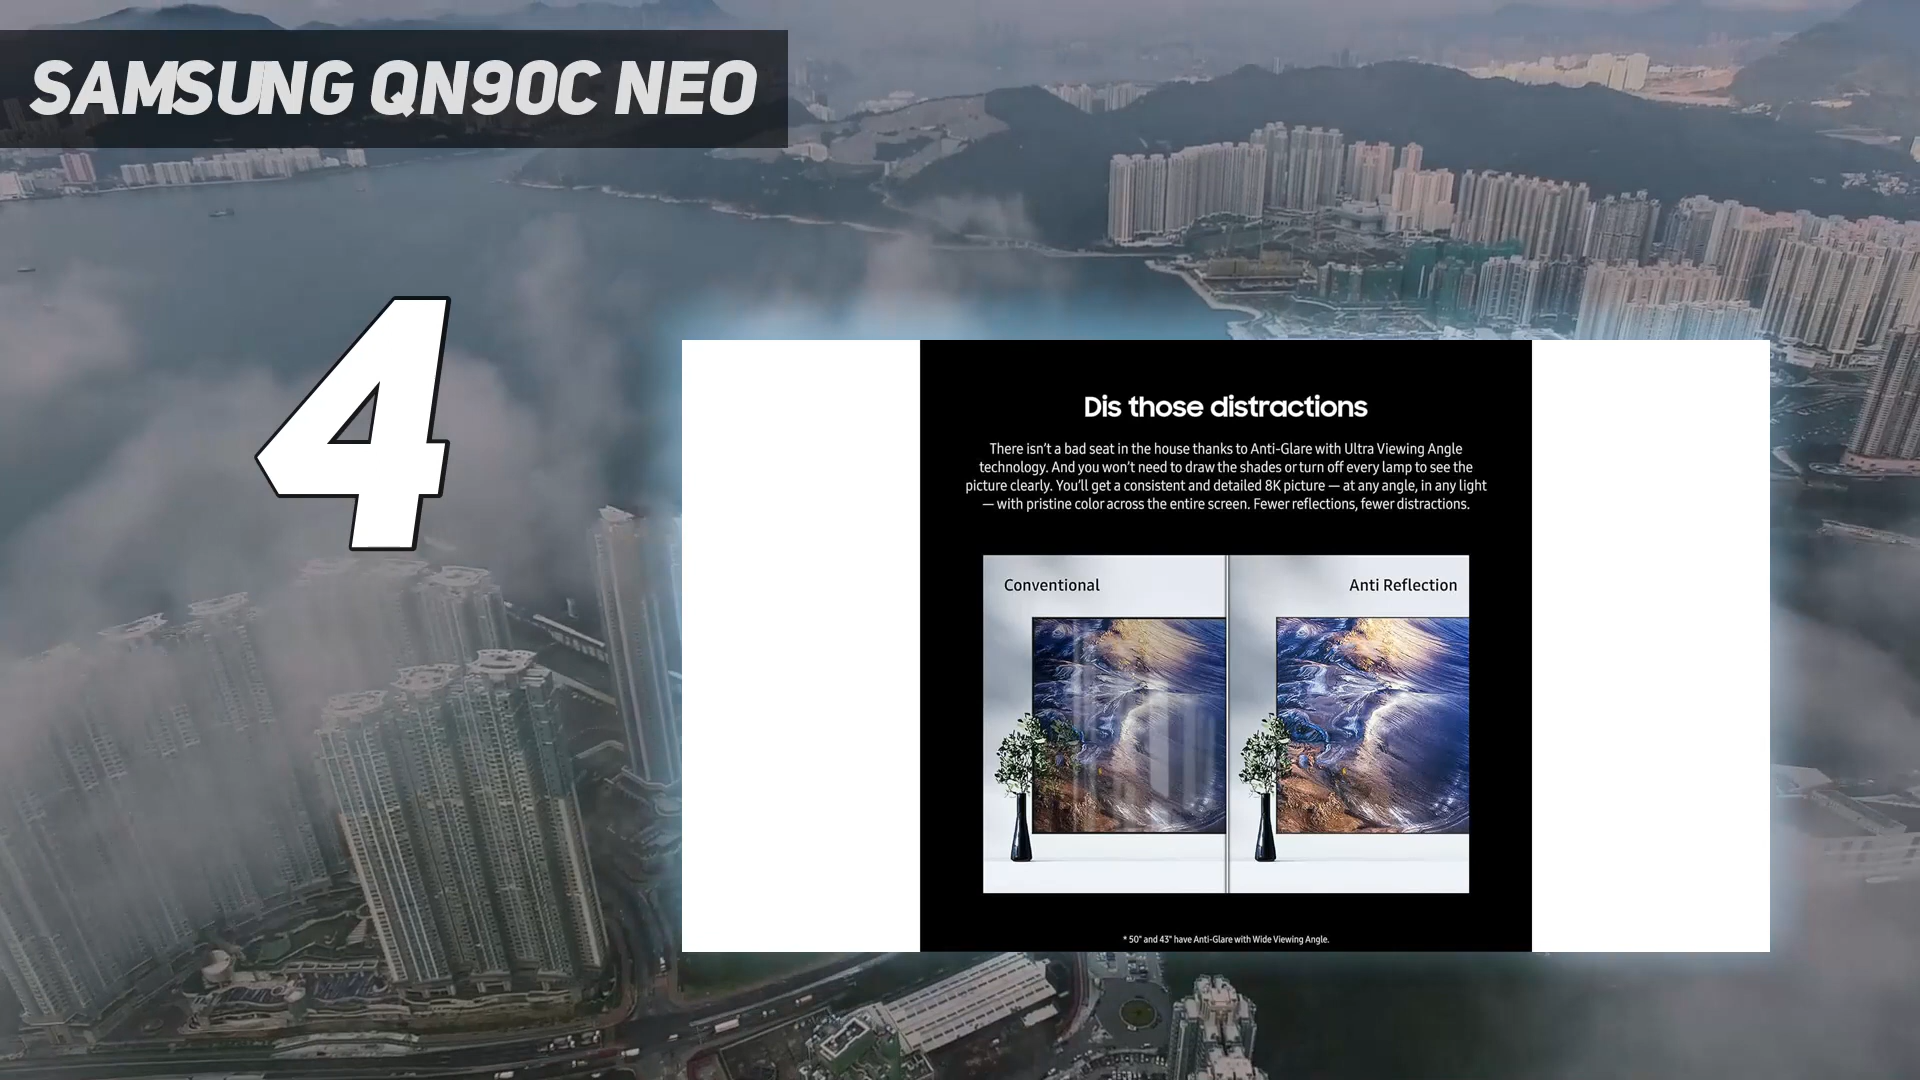 SAMSUNG QN90C NEO
4
Dis those distractions
There isn't a bad seat in the house thanks to Anti-Glare with Ultra Viewing Angle
technology. And you won't need to draw the shades or turn off every lamp to see the
picture clearly. You'll get a consistent and detailed 8K picture — at any angle, in any light
— with pristine color across the entire screen. Fewer reflections, fewer distractions.
Conventional
Anti Reflection
* 50" and 43" have Anti-Glare with Wide Viewing Angle.